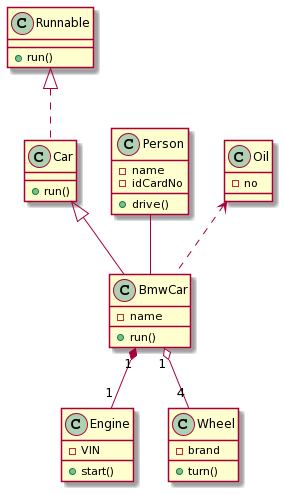 C Runnable
run()
C Car
run()
C Person
name
idCardNo
drive()
C Oil
no
C BmwCar
name
run()
1 1
1 4
C Engine
VIN
start()
C Wheel
brand
turn()